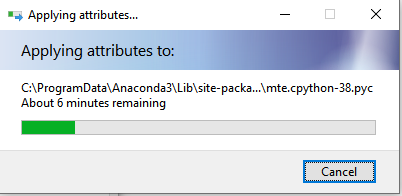 Applying attributes...
Applying attributes to:
C:\ProgramData\Anaconda3\Lib\site-packa...\mte.cpython-38.pyc
About 6 minutes remaining
Cancel